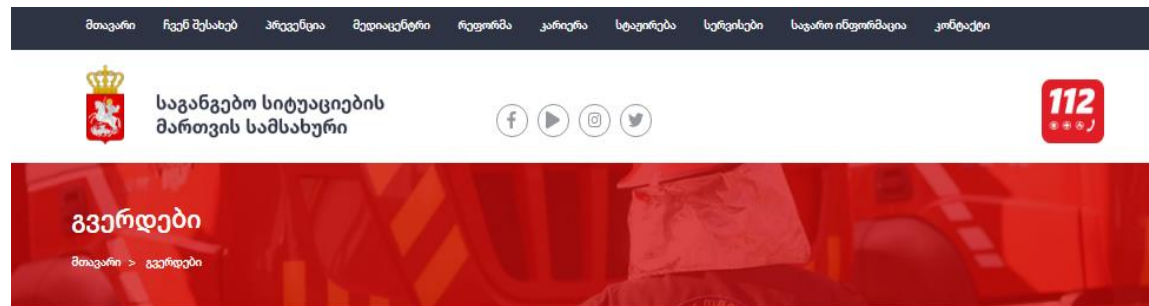 მთავარი ჩვენ შესახებ პრევენცია მედიაცენტრი რეფორმა კარიერა სტაჟირება სერვისები საჯარო ინფორმაცია კონტაქტი
საგანგებო სიტუაციების
მართვის სამსახური
112
გვერდები
მთავარი > გვერდები